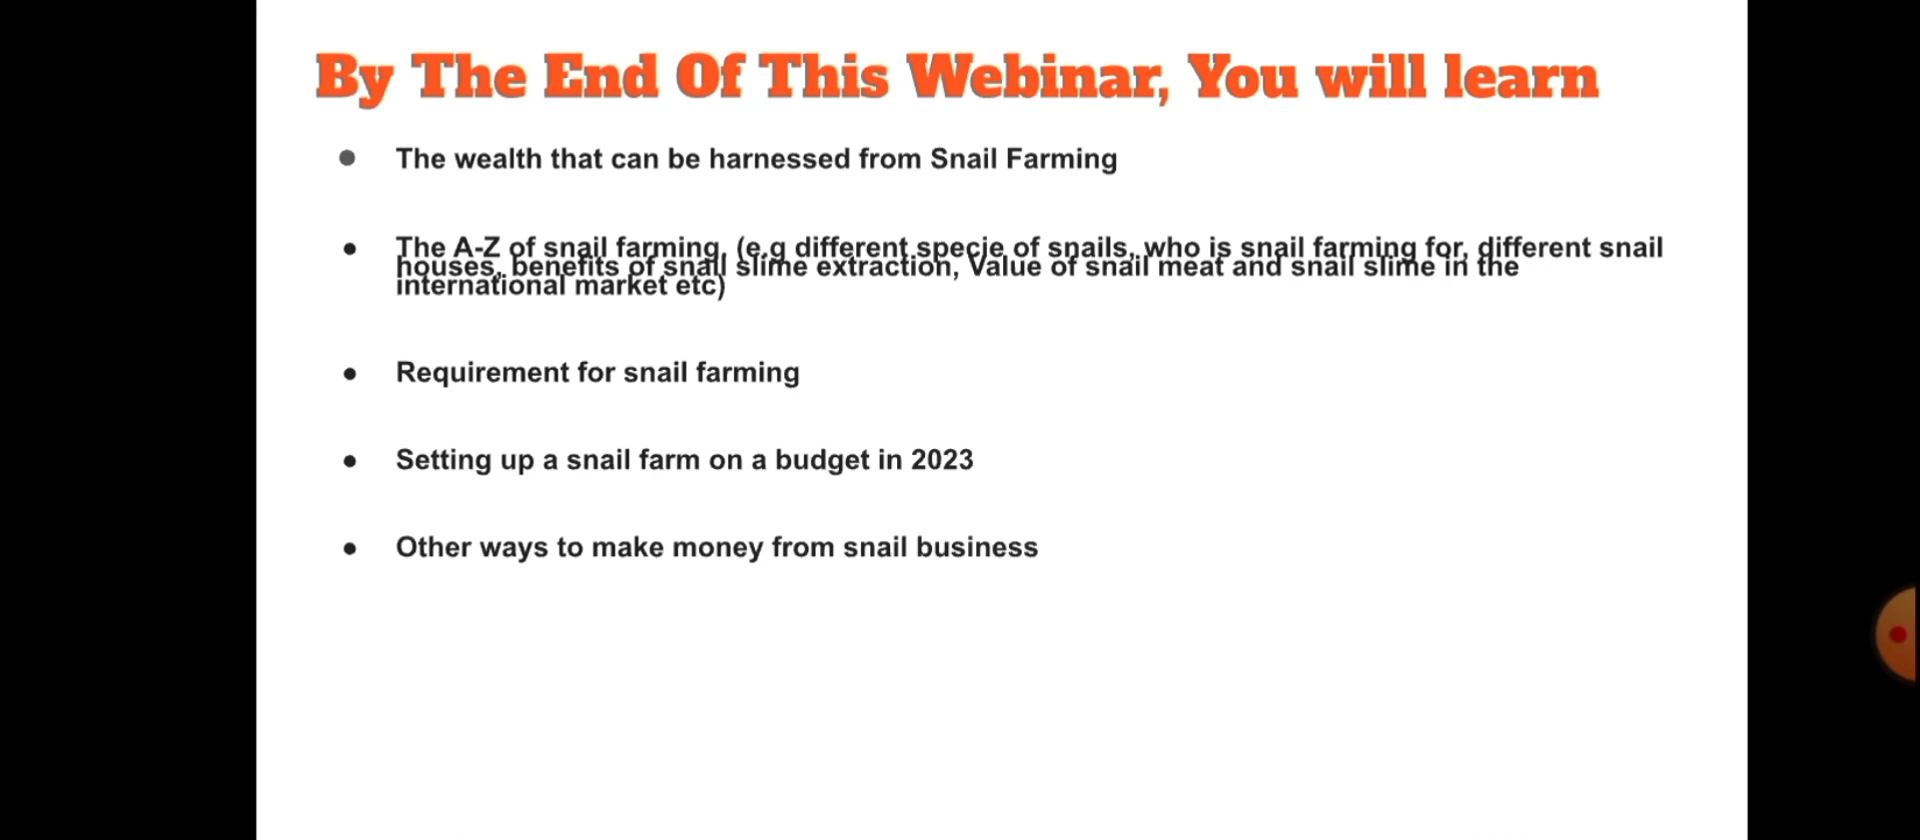 By The End Of This Webinar, You will learn
● The wealth that can be harnessed from Snail Farming
● The A-Z of snail farming, (e.g different specie of snails, who is snail farming for, different snail
houses, benefits of snail slime extraction, Value of snail meat and snail slime in the
international market etc)
● Requirement for snail farming
● Setting up a snail farm on a budget in 2023
● Other ways to make money from snail business